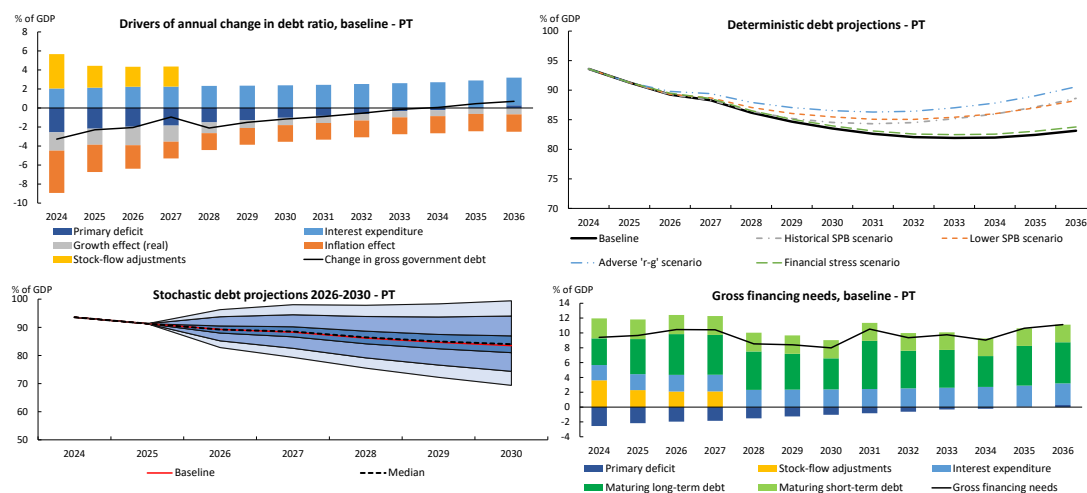 Drivers of annual change in debt ratio, baseline - PT
% of GDP
8
6
4
2
0
-2
-4
-6
-8
-10
2024 2025 2026 2027 2028 2029 2030 2031 2032 2033 2034 2035 2036
Primary deficit
Interest expenditure
Growth effect (real)
Inflation effect
Stock-flow adjustments
Change in gross government debt
Deterministic debt projections - PT
% of GDP
100
95
90
85
80
75
70
2024 2025 2026 2027 2028 2029 2030 2031 2032 2033 2034 2035 2036
Baseline
Historical SPB scenario
Lower SPB scenario
Adverse 'r-g' scenario
Financial stress scenario
Stochastic debt projections 2026-2030 - PT
% of GDP
100
90
80
70
60
50
2024 2025 2026 2027 2028 2029 2030
Baseline
Median
Gross financing needs, baseline - PT
% of GDP
14
12
10
8
6
4
2
0
-2
-4
2024 2025 2026 2027 2028 2029 2030 2031 2032 2033 2034 2035 2036
Primary deficit
Stock-flow adjustments
Interest expenditure
Maturing long-term debt
Maturing short-term debt
Gross financing needs